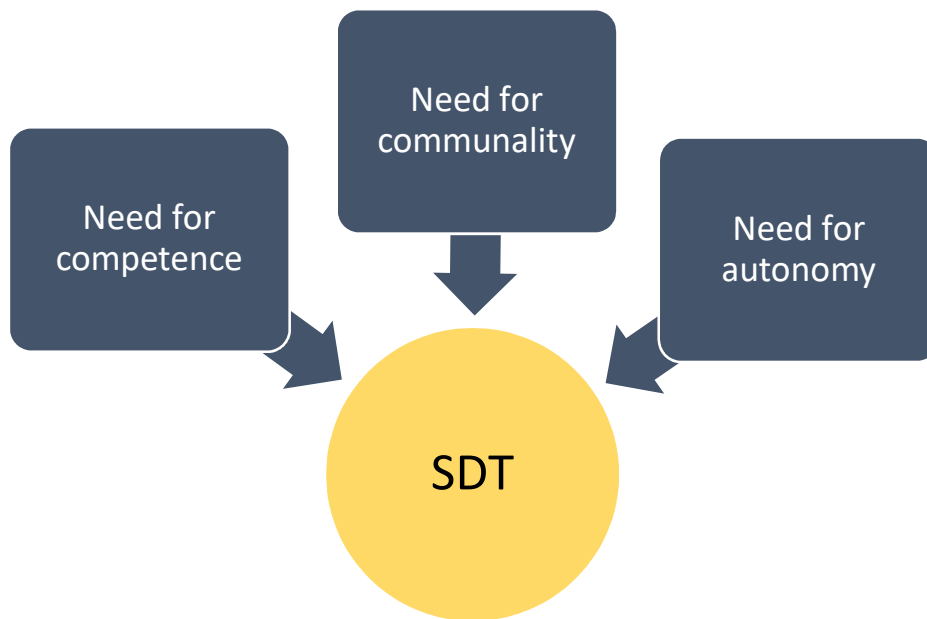 Need for
competence
Need for
communality
Need for
autonomy
SDT